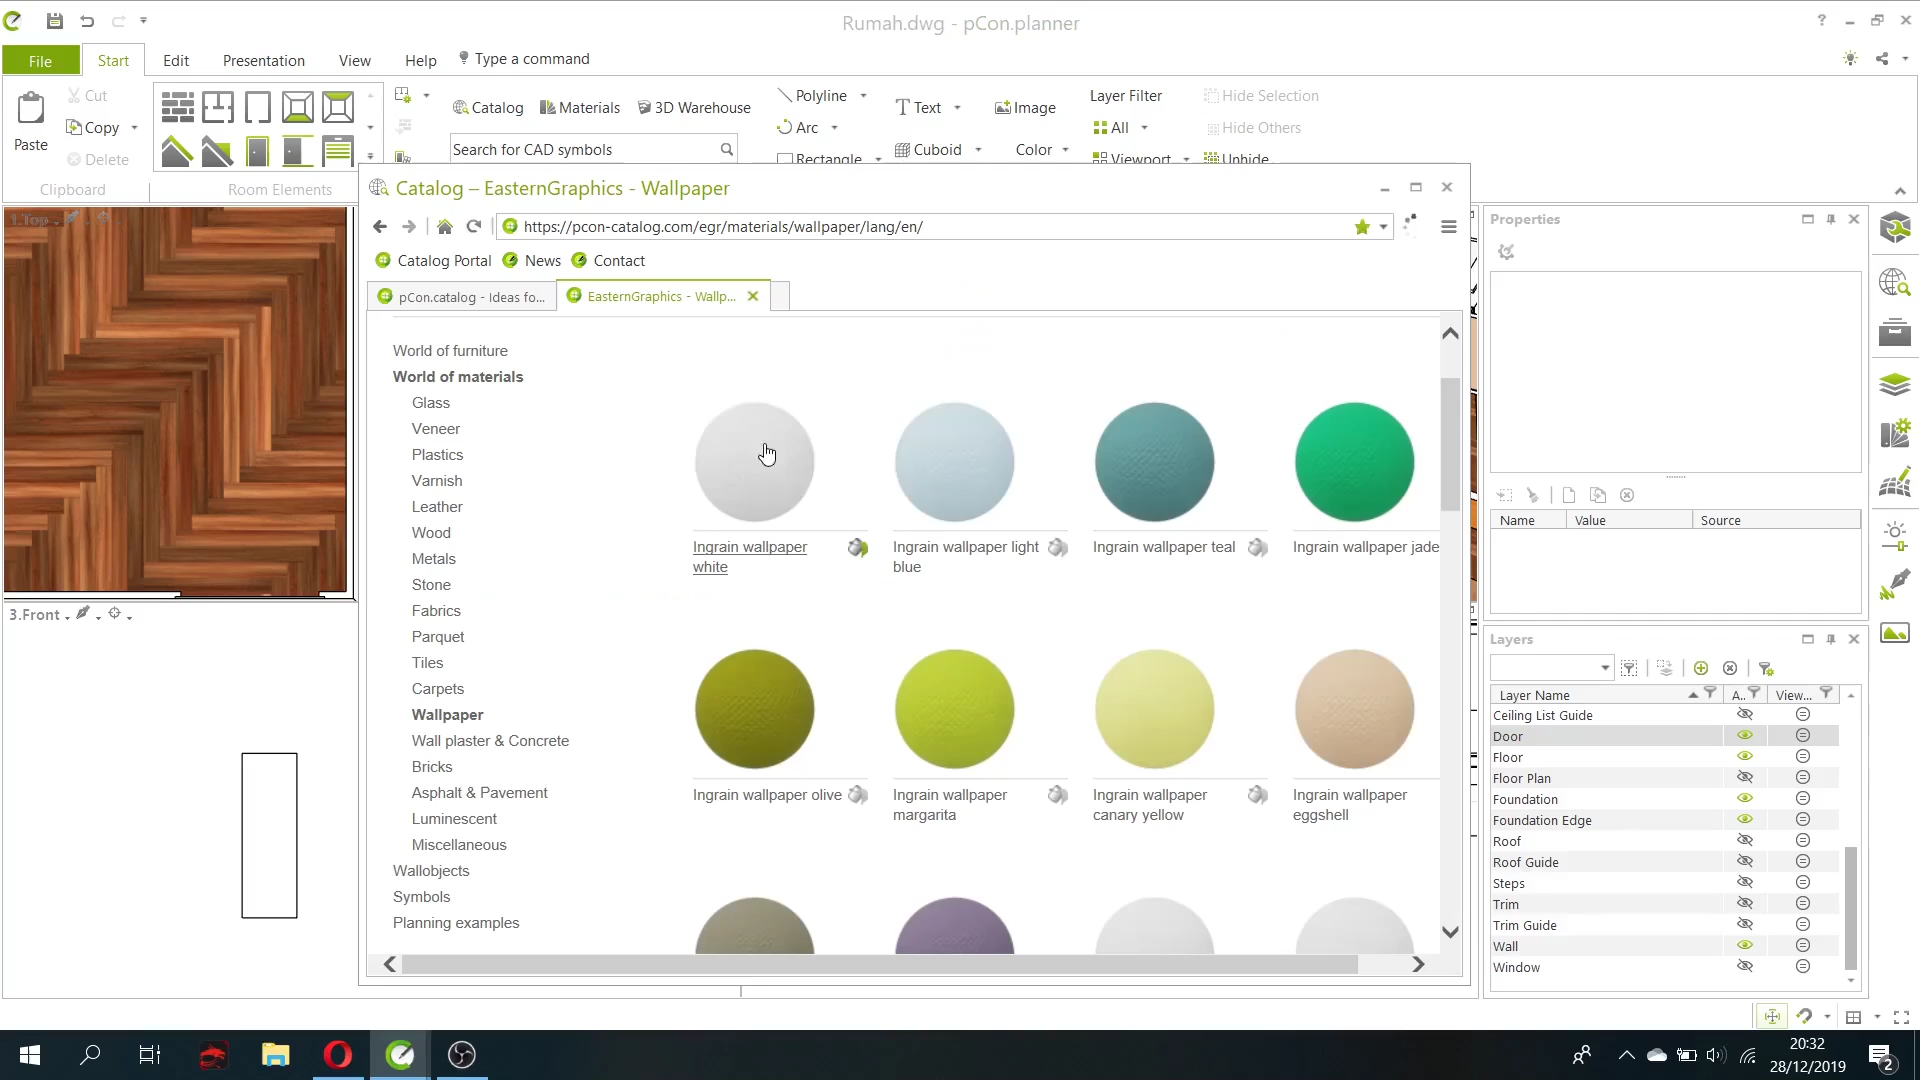 Rumah.dwg - pCon.planner
File
Start
Edit
Presentation
View
Help
Type a command
Paste
Cut
Copy
Delete
Clipboard
Room Elements
Catalog
Materials
3D Warehouse
Search for CAD symbols
Polyline
Arc
Rectangle
Text
Cuboid
Image
Color
Layer Filter
All
Viewport
Hide Selection
Hide Others
Unhide
1.Top
3.Front
Catalog – EasternGraphics - Wallpaper
https://pcon-catalog.com/egr/materials/wallpaper/lang/en/
Catalog Portal
News
Contact
pCon.catalog - Ideas fo...
EasternGraphics - Wallp...
World of furniture
World of materials
Glass
Veneer
Plastics
Varnish
Leather
Wood
Metals
Stone
Fabrics
Parquet
Tiles
Carpets
Wallpaper
Wall plaster & Concrete
Bricks
Asphalt & Pavement
Luminescent
Miscellaneous
Wallobjects
Symbols
Planning examples
Ingrain wallpaper
white
Ingrain wallpaper light
blue
Ingrain wallpaper teal
Ingrain wallpaper jade
Ingrain wallpaper olive
Ingrain wallpaper
margarita
Ingrain wallpaper
canary yellow
Ingrain wallpaper
eggshell
Properties
Name
Value
Source
Layers
Layer Name
A..
View...
Ceiling List Guide
Door
Floor
Floor Plan
Foundation
Foundation Edge
Roof
Roof Guide
Steps
Trim
Trim Guide
Wall
Window
20:32
28/12/2019
2